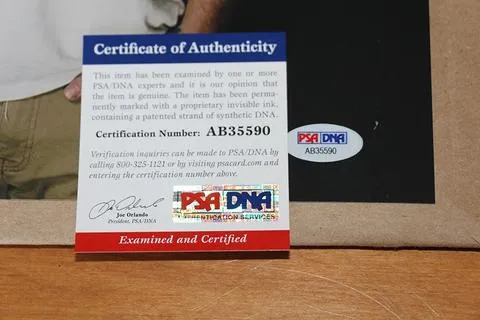 Certificate of Authenticity
This item has been examined by one or more
PSA/DNA experts and it is our opinion that
the item is genuine. The item has been perma-
nently marked with a proprietary invisible ink,
containing a patented strand of synthetic DNA.
Certification Number: AB35590
Verification inquiries can be made to PSA/DNA by
calling 800-325-1121 or by visiting psacard.com and
entering the certification number above.
Joe Orlando
President, PSA/DNA
PSA DNA
AUTHENTICATION SERVICES
Examined and Certified
PSA DNA
AB35590